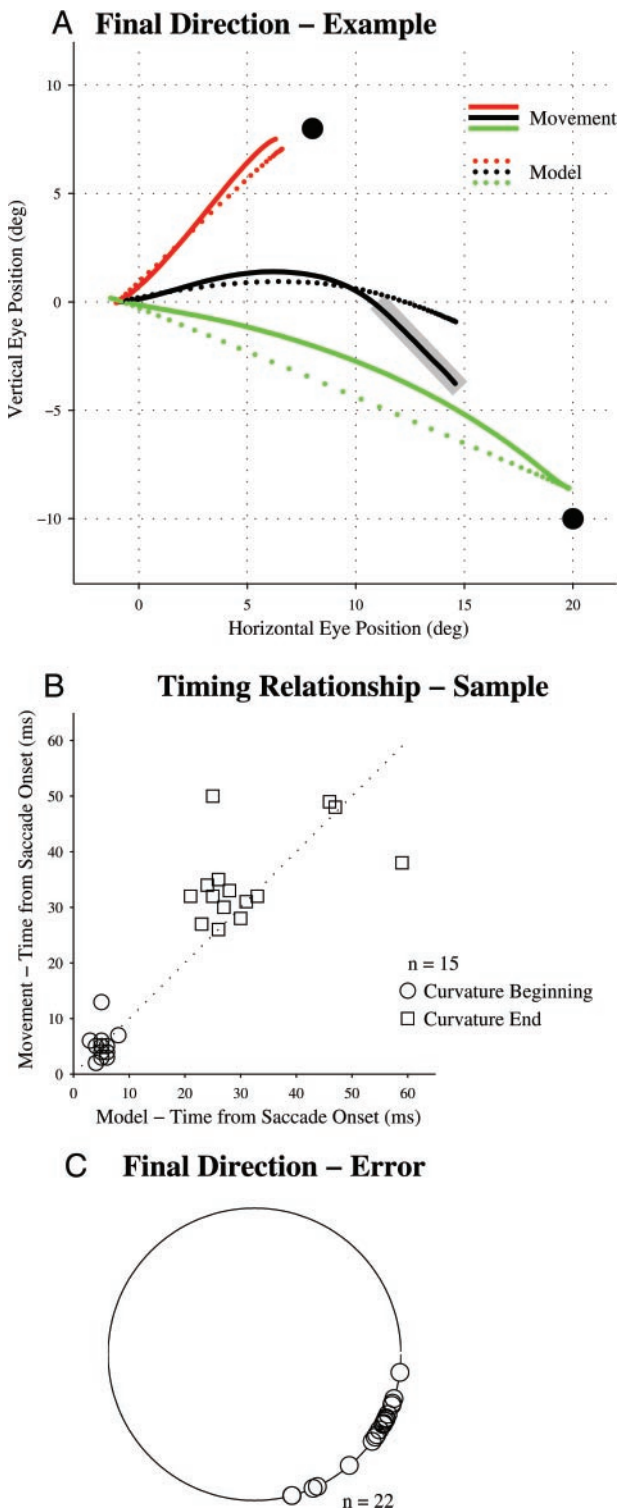 A Final Direction – Example
10
5
0
−5
−10
Vertical Eye Position (deg)
Movement
Model
0 5 10 15 20
Horizontal Eye Position (deg)
B Timing Relationship – Sample
60
50
40
30
20
10
0
Movement – Time from Saccade Onset (ms)
n = 15
Curvature Beginning
Curvature End
0 10 20 30 40 50 60
Model – Time from Saccade Onset (ms)
C Final Direction – Error
n = 22